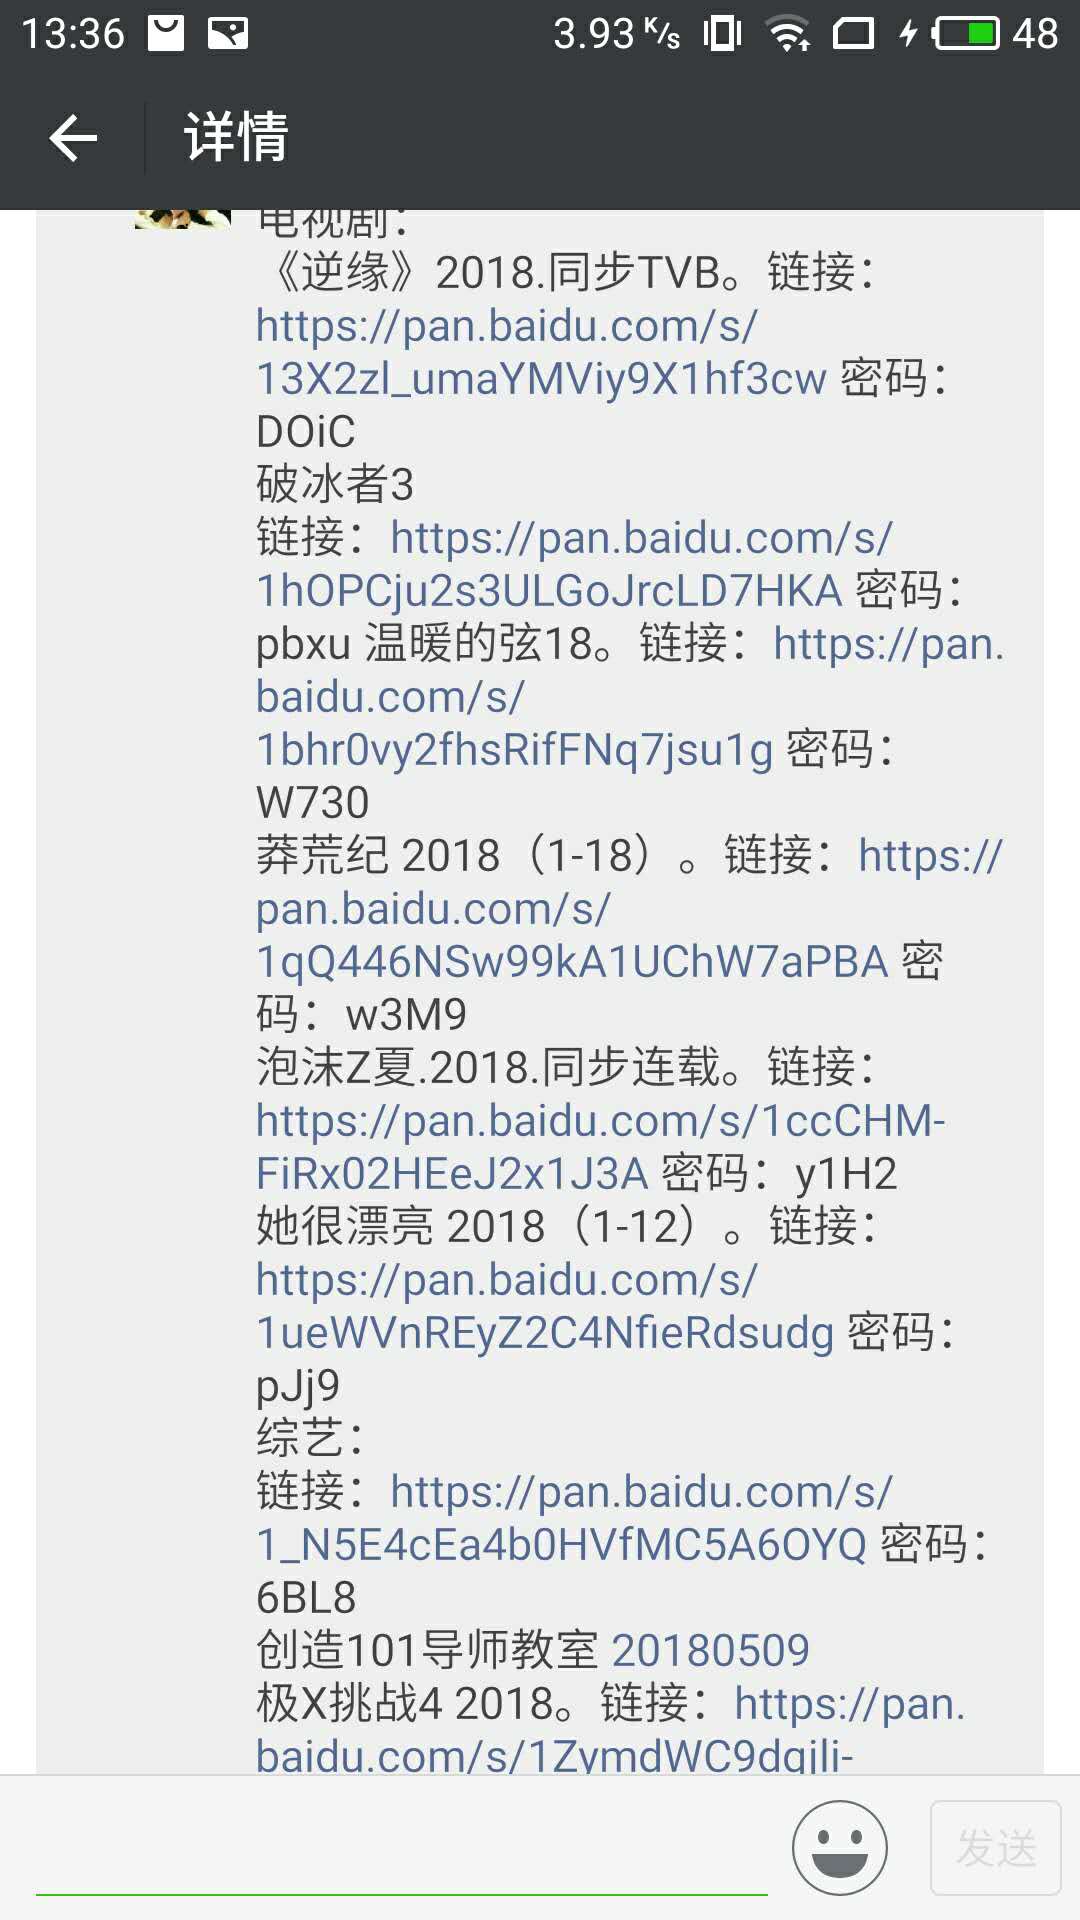 13:36
3.93 K/s
48
详情
电视剧：
《逆缘》2018.同步TVB。链接：
https://pan.baidu.com/s/
13X2zl_umaYMViy9X1hf3cw 密码：
DOiC
破冰者3
链接：https://pan.baidu.com/s/
1hOPCju2s3ULGoJrcLD7HKA 密码：
pbxu 温暖的弦18。链接：https://pan.
baidu.com/s/
1bhr0vy2fhsRifFNq7jsu1g 密码：
W730
莽荒纪 2018（1-18）。链接：https://
pan.baidu.com/s/
1qQ446NSw99kA1UChW7aPBA 密
码：w3M9
泡沫Z夏.2018.同步连载。链接：
https://pan.baidu.com/s/1ccCHM-
FiRx02HEeJ2x1J3A 密码：y1H2
她很漂亮 2018（1-12）。链接：
https://pan.baidu.com/s/
1ueWVnREyZ2C4NfieRdsudg 密码：
pJj9
综艺：
链接：https://pan.baidu.com/s/
1_N5E4cEa4b0HVfMC5A6OYQ 密码：
6BL8
创造101导师教室 20180509
极X挑战4 2018。链接：https://pan.
baidu.com/s/1ZymdWC9dqjli-
发送